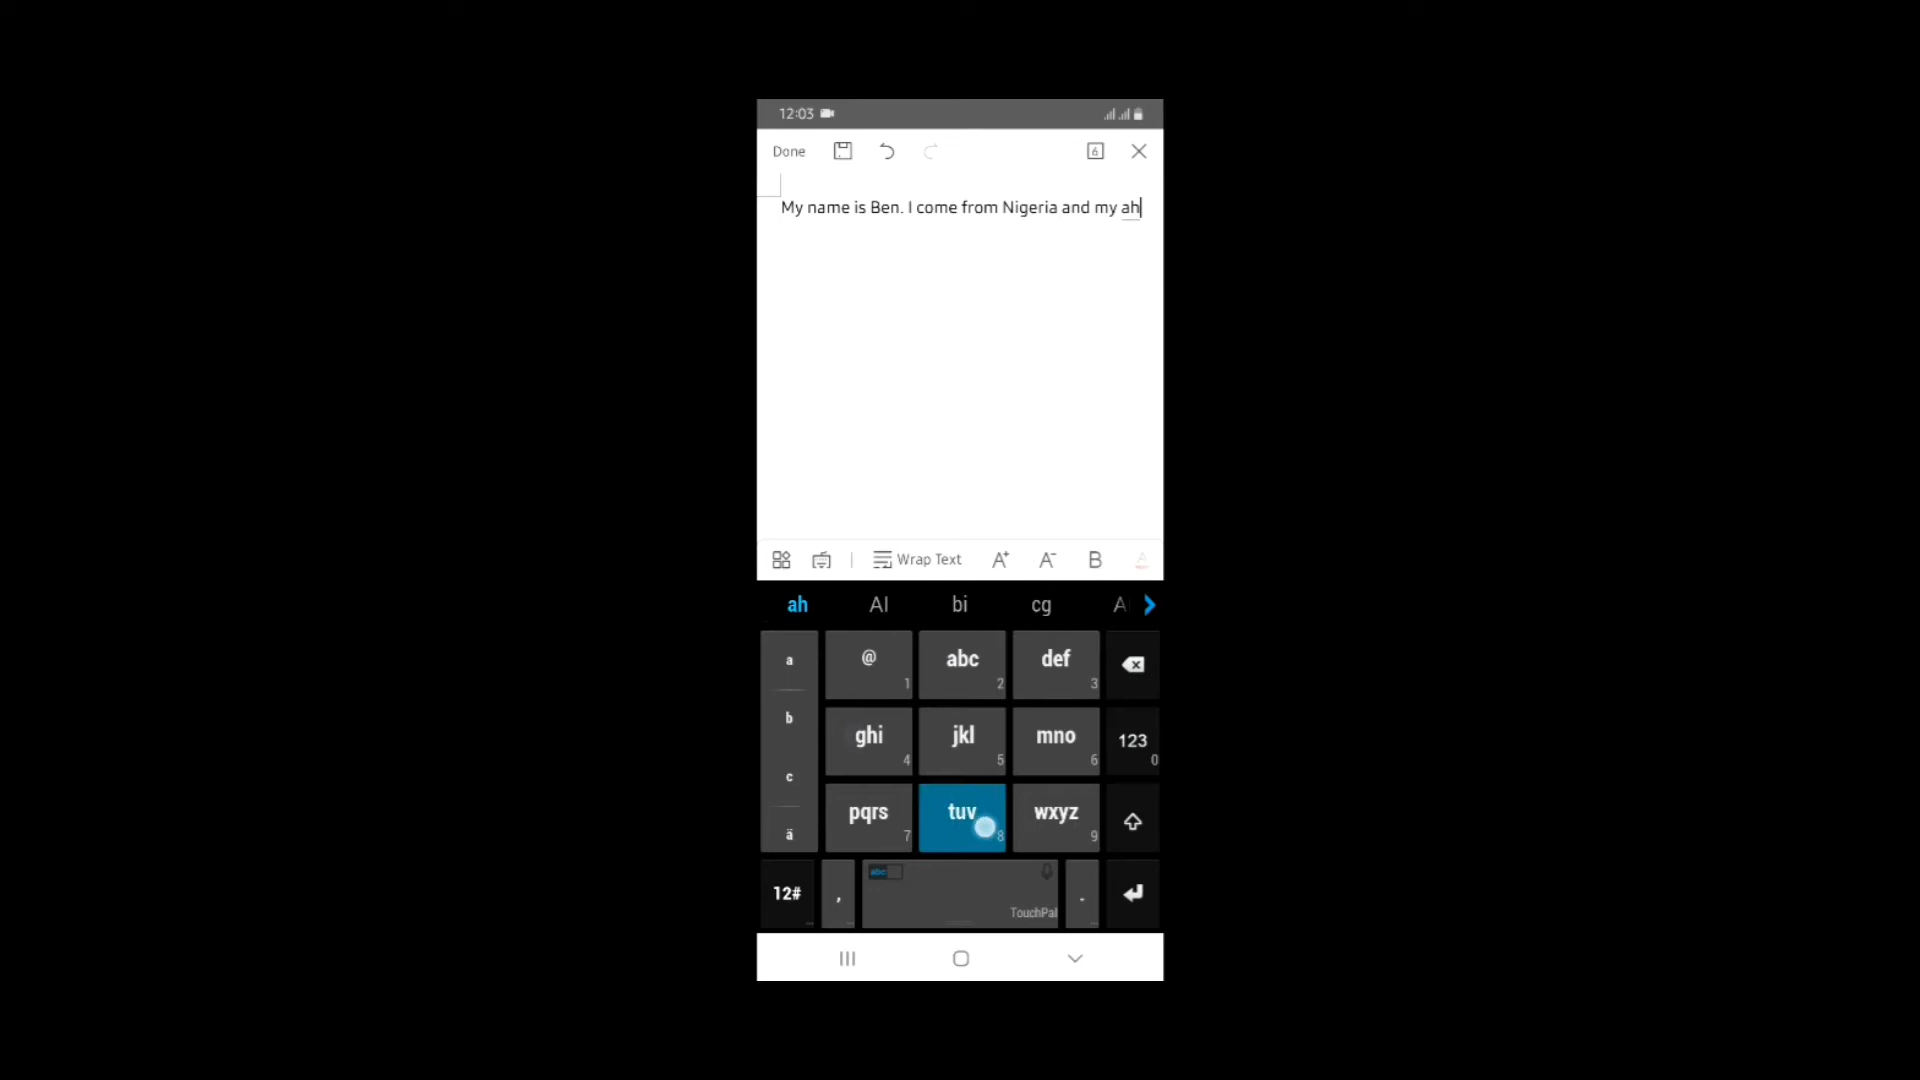 12:03
Done 6
My name is Ben. I come from Nigeria and my ah
Wrap Text A+ A- B A
ah AI bi cg A
a @ 1 abc 2 def 3
b ghi 4 jkl 5 mno 6 123 0
c pqrs 7 tuv 8 wxyz 9
ä
12# , abc TouchPal .